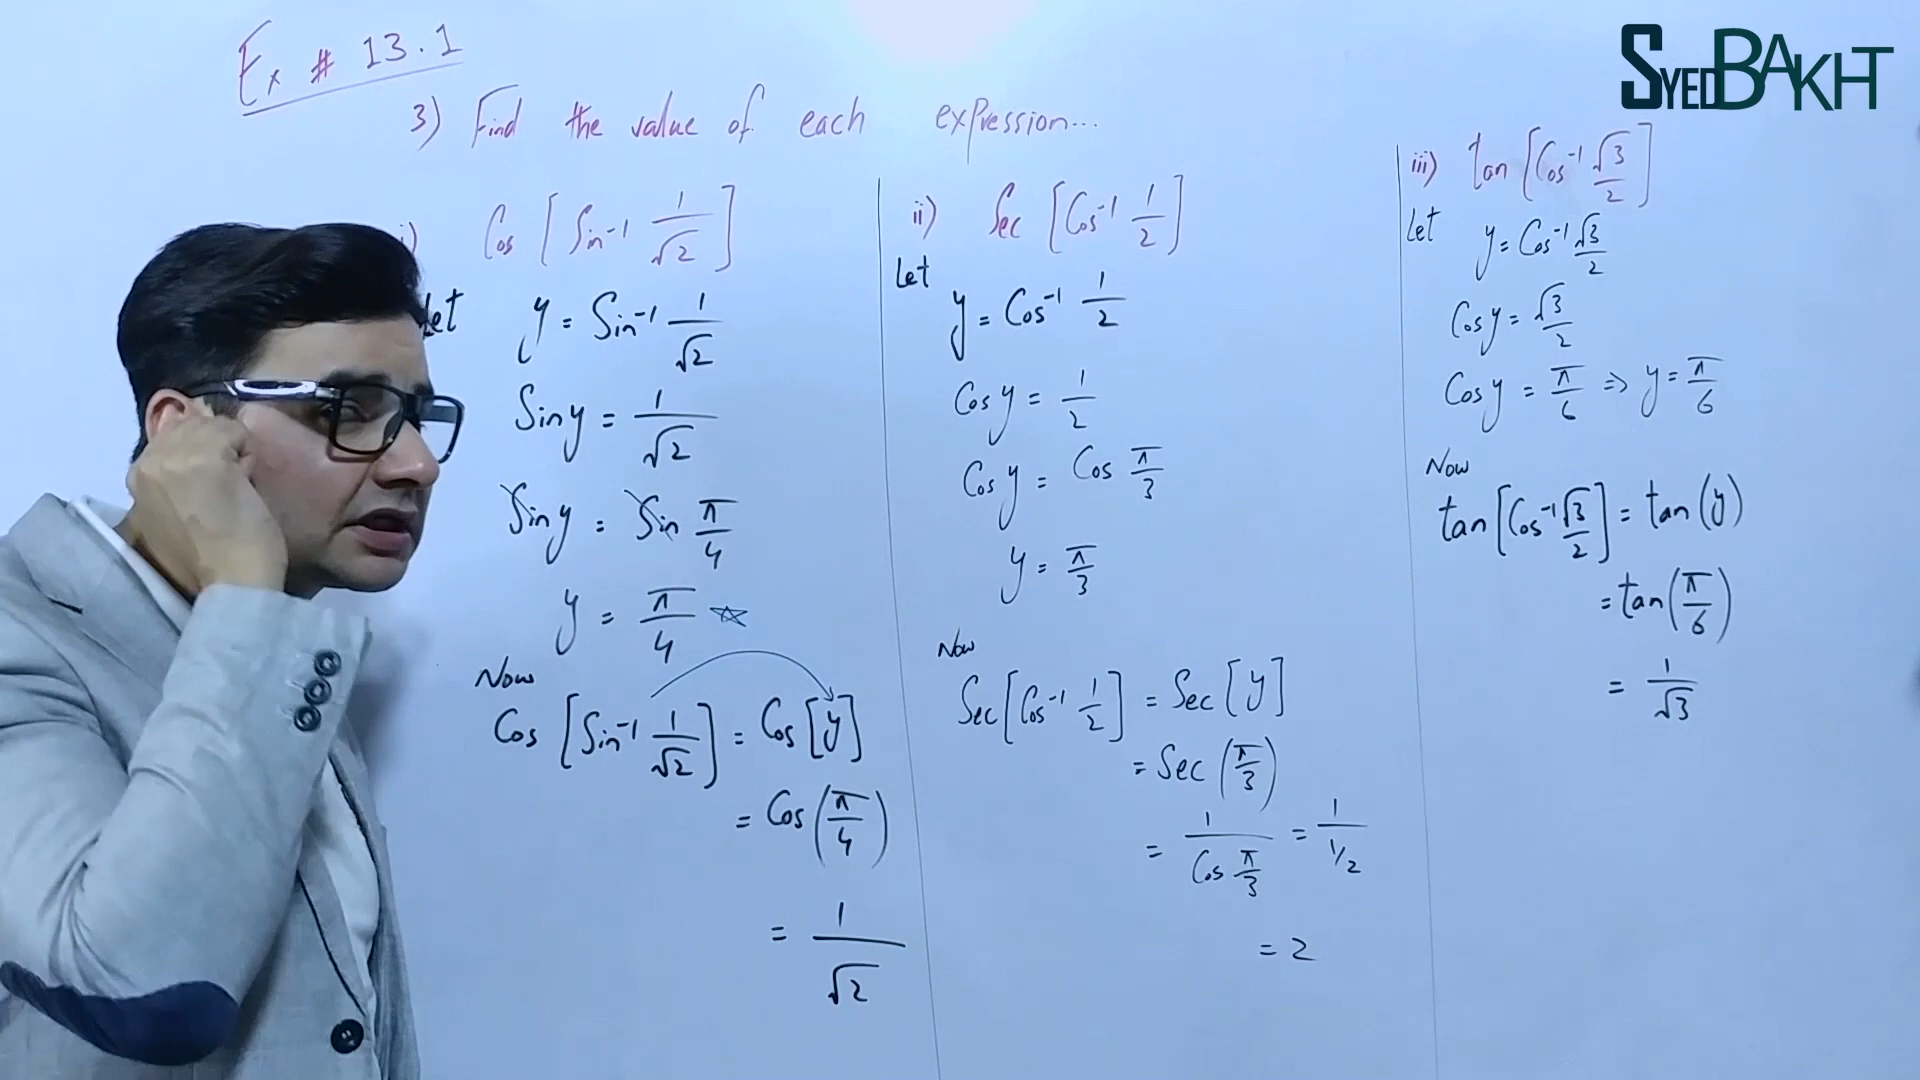 SYEDBAKHT
Ex # 13.1
3) Find the value of each expression...
i) Cos [Sin⁻¹ 1/√2]
Let y = Sin⁻¹ 1/√2
Sin y = 1/√2
Sin y = Sin π/4
y = π/4 ☆
Now
Cos [Sin⁻¹ 1/√2] = Cos [y]
= Cos (π/4)
= 1/√2
ii) Sec [Cos⁻¹ 1/2]
Let
y = Cos⁻¹ 1/2
Cos y = 1/2
Cos y = Cos π/3
y = π/3
Now
Sec [Cos⁻¹ 1/2] = Sec [y]
= Sec (π/3)
= 1/Cos π/3 = 1/1/2
= 2
iii) tan [Cos⁻¹ √3/2]
Let y = Cos⁻¹ √3/2
Cos y = √3/2
Cos y = π/6 ⇒ y = π/6
Now
tan [Cos⁻¹ √3/2] = tan (y)
= tan (π/6)
= 1/√3